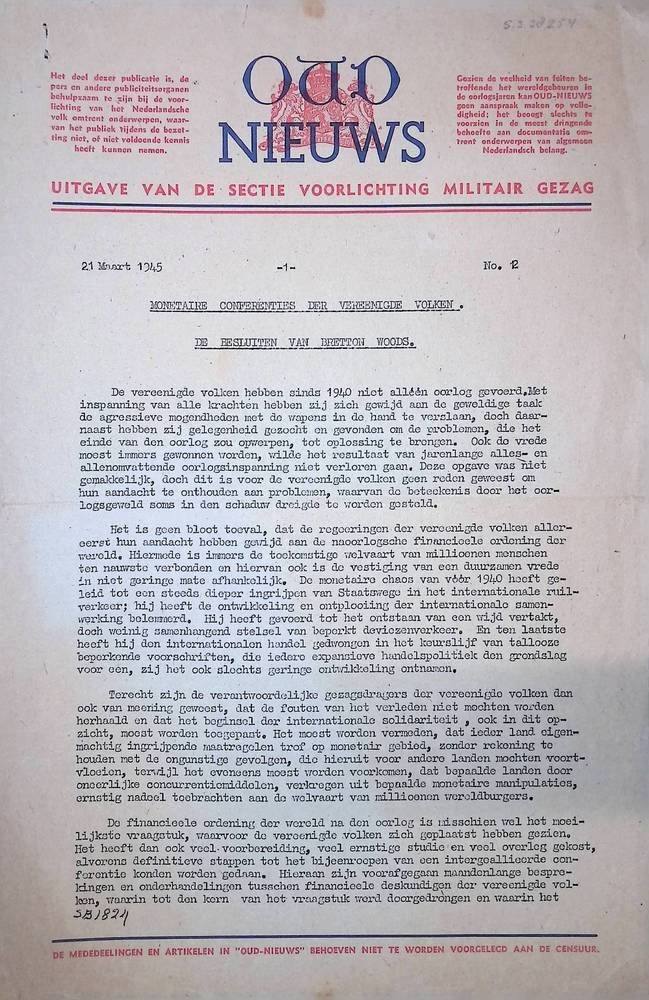 S.3.28254
Het doel dezer publicatie is, de
pers en andere publiciteitsorganen
behulpzaam te zijn bij de voor-
lichting van het Nederlandsche
volk omtrent onderwerpen, waar-
van het publiek tijdens de bezet-
ting niet, of niet voldoende kennis
heeft kunnen nemen.
OUD
NIEUWS
Gezien de veelheid van feiten be-
treffende het wereldgebeuren in
de oorlogsjaren kan OUD-NIEUWS
geen aanspraak maken op volle-
digheid; het beoogt slechts te
voorzien in de meest dringende
behoefte aan documentatie om-
trent onderwerpen van algemeen
Nederlandsch belang.
UITGAVE VAN DE SECTIE VOORLICHTING MILITAIR GEZAG
21 Maart 1945 -1- No. 12
MONETAIRE CONFERENTIES DER VEREENIGDE VOLKEN.
DE BESLUITEN VAN BRETTON WOODS.
De vereenigde volken hebben sinds 1940 niet alléén oorlog gevoerd.Met
inspanning van alle krachten hebben zij zich gewijd aan de geweldige taak
de agressieve mogendheden met de wapens in de hand te verslaan, doch daar-
naast hebben zij gelegenheid gezocht en gevonden om de problemen, die het
einde van den oorlog zou opwerpen, tot oplossing te brengen. Ook de vrede
moest immers gewonnen worden, wilde het resultaat van jarenlange alles- en
allenomvattende oorlogsinspanning niet verloren gaan. Deze opgave was niet
gemakkelijk, doch dit is voor de vereenigde volken geen reden geweest om
hun aandacht te onthouden aan problemen, waarvan de beteekenis door het oor-
logsgeweld soms in den schaduw dreigde te worden gesteld.
Het is geen bloot toeval, dat de regeeringen der vereenigde volken aller-
eerst hun aandacht hebben gewijd aan de naoorlogsche financieele ordening der
wereld. Hiermede is immers de toekomstige welvaart van millioenen menschen
ten nauwste verbonden en hiervan ook is de vestiging van een duurzamen vrede
in niet geringe mate afhankelijk. De monetaire chaos van vóór 1940 heeft ge-
leid tot een steeds dieper ingrijpen van Staatswege in het internationale ruil-
verkeer; hij heeft de ontwikkeling en ontplooiing der internationale samen-
werking belemmerd. Hij heeft gevoerd tot het ontstaan van een wijd vertakt,
doch weinig samenhangend stelsel van beperkt deviezenverkeer. En ten laatste
heeft hij den internationalen handel gedwongen in het keurslijf van tallooze
beperkende voorschriften, die iedere expansieve handelspolitiek den grondslag
voor een, zij het ook slechts geringe ontwikkeling ontnamen.
Terecht zijn de verantwoordelijke gezagsdragers der vereenigde volken dan
ook van meening geweest, dat de fouten van het verleden niet mochten worden
herhaald en dat het beginsel der internationale solidariteit , ook in dit op-
zicht, moest worden toegepast. Het moest worden vermeden, dat ieder land eigen-
machtig ingrijpende maatregelen trof op monetair gebied, zonder rekening te
houden met de ongunstige gevolgen, die hieruit voor andere landen mochten voort-
vloeien, terwijl het eveneens moest worden voorkomen, dat bepaalde landen door
oneerlijke concurrentiemiddelen, verkregen uit bepaalde monetaire manipulaties,
ernstig nadeel toebrachten aan de welvaart van millioenen wereldburgers.
De financieele ordening der wereld na den oorlog is misschien wel het moei-
lijkste vraagstuk, waarvoor de vereenigde volken zich geplaatst hebben gezien.
Het heeft dan ook veel voorbereiding, veel ernstige studie en veel overleg gekost,
alvorens definitieve stappen tot het bijeenroepen van een intergeallieerde con-
ferentie konden worden gedaan. Hieraan zijn voorafgegaan maandenlange bespre-
kingen en onderhandelingen tusschen financieele deskundigen der vereenigde vol-
ken, waarin tot den kern van het vraagstuk werd doorgedrongen en waarin het
SB1824
DE MEDEDEELINGEN EN ARTIKELEN IN "OUD-NIEUWS" BEHOEVEN NIET TE WORDEN VOORGELEGD AAN DE CENSUUR.